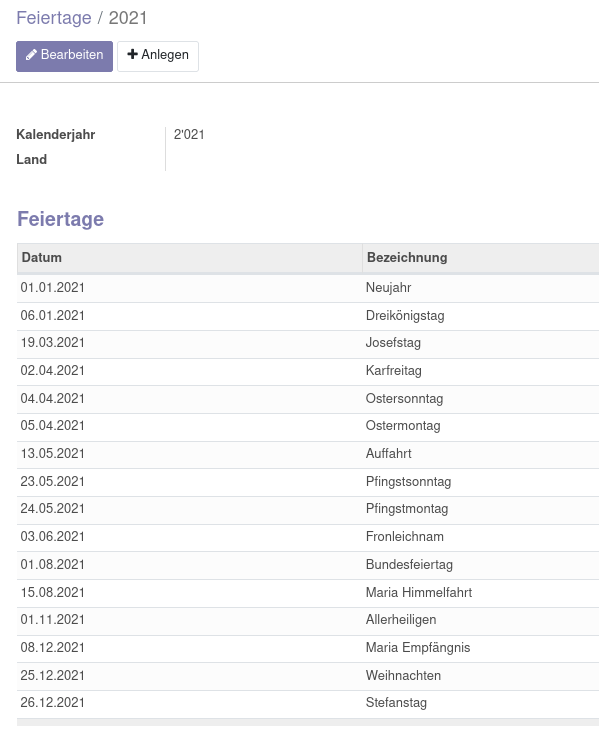 Feiertage / 2021
Bearbeiten
Anlegen
Kalenderjahr 2'021
Land
Feiertage
Datum Bezeichnung
01.01.2021 Neujahr
06.01.2021 Dreikönigstag
19.03.2021 Josefstag
02.04.2021 Karfreitag
04.04.2021 Ostersonntag
05.04.2021 Ostermontag
13.05.2021 Auffahrt
23.05.2021 Pfingstsonntag
24.05.2021 Pfingstmontag
03.06.2021 Fronleichnam
01.08.2021 Bundesfeiertag
15.08.2021 Maria Himmelfahrt
01.11.2021 Allerheiligen
08.12.2021 Maria Empfängnis
25.12.2021 Weihnachten
26.12.2021 Stefanstag